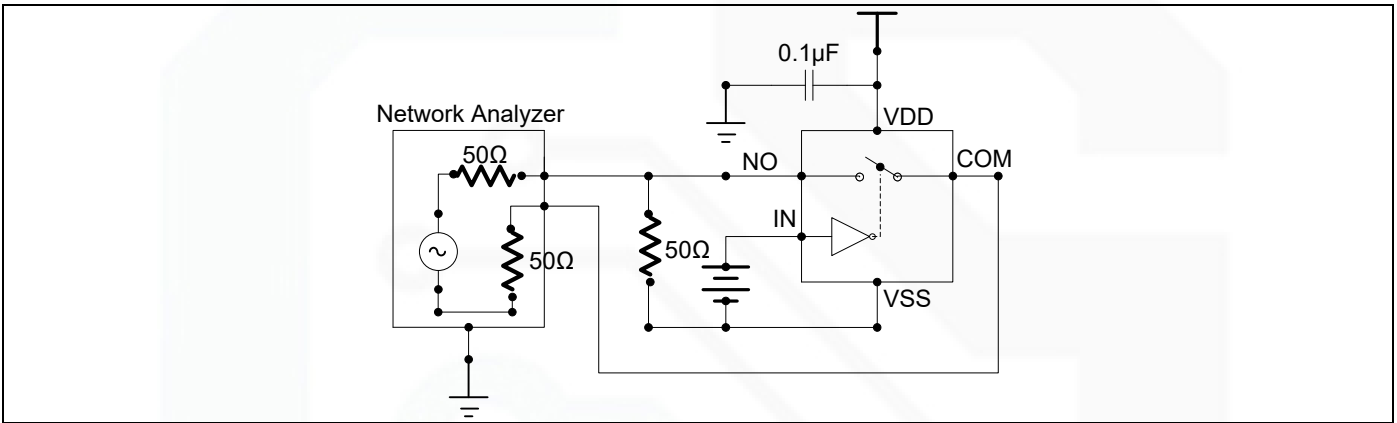 0.1µF
VDD
Network Analyzer
50Ω
NO
COM
IN
50Ω
50Ω
VSS